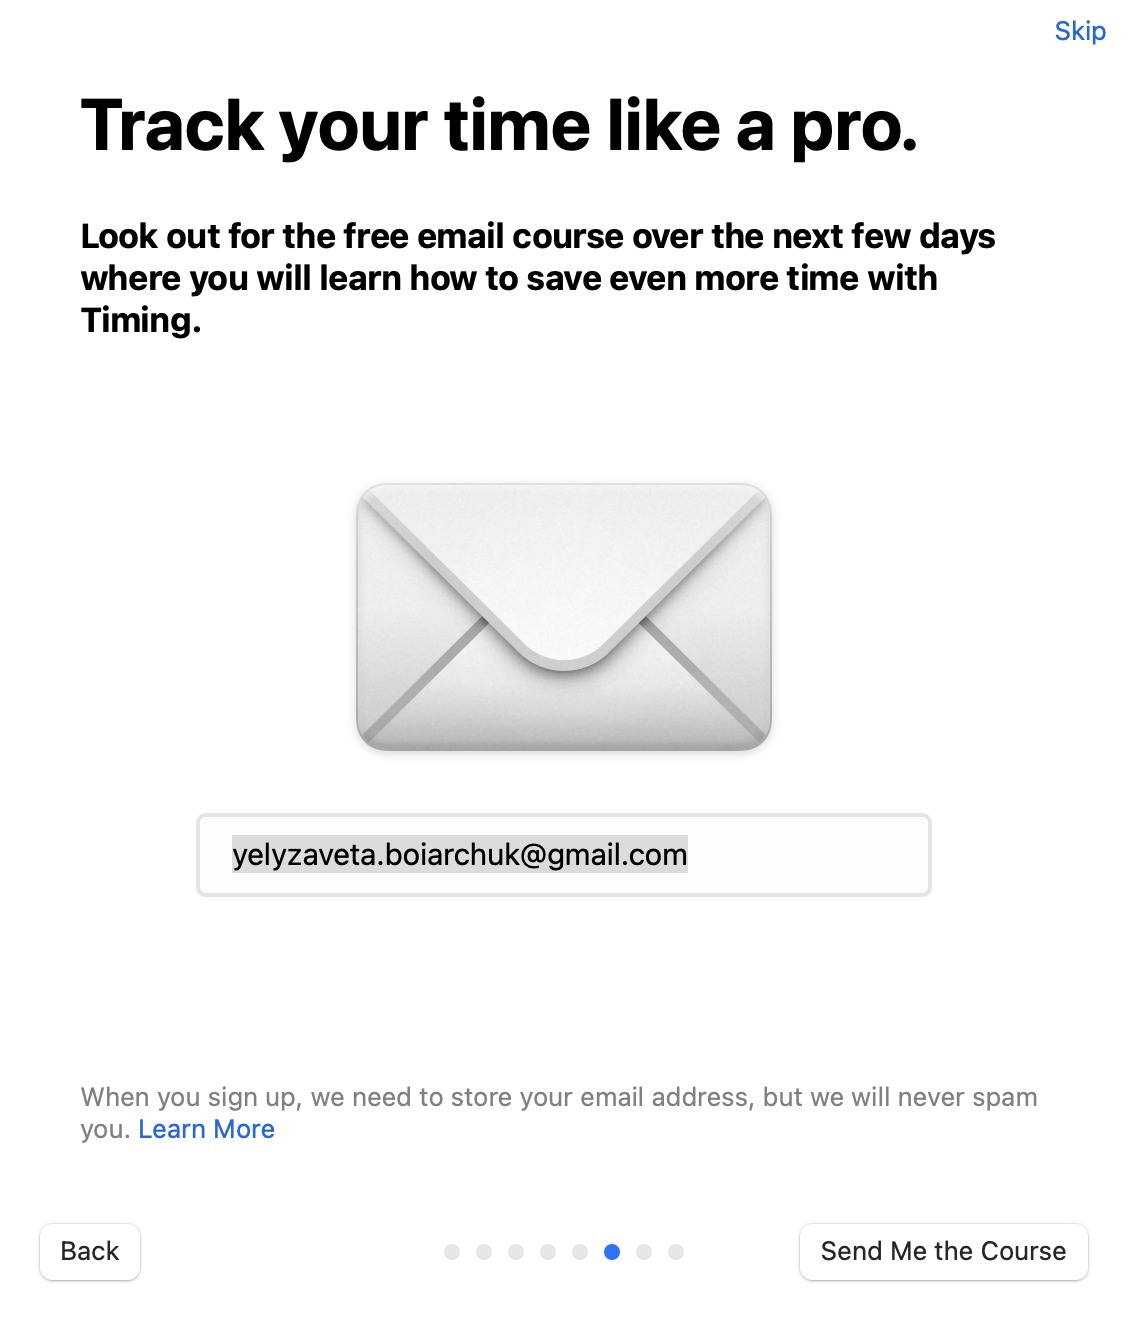 Skip
Track your time like a pro.
Look out for the free email course over the next few days
where you will learn how to save even more time with
Timing.
yelyzaveta.boiarchuk@gmail.com
When you sign up, we need to store your email address, but we will never spam
you. Learn More
Back
Send Me the Course